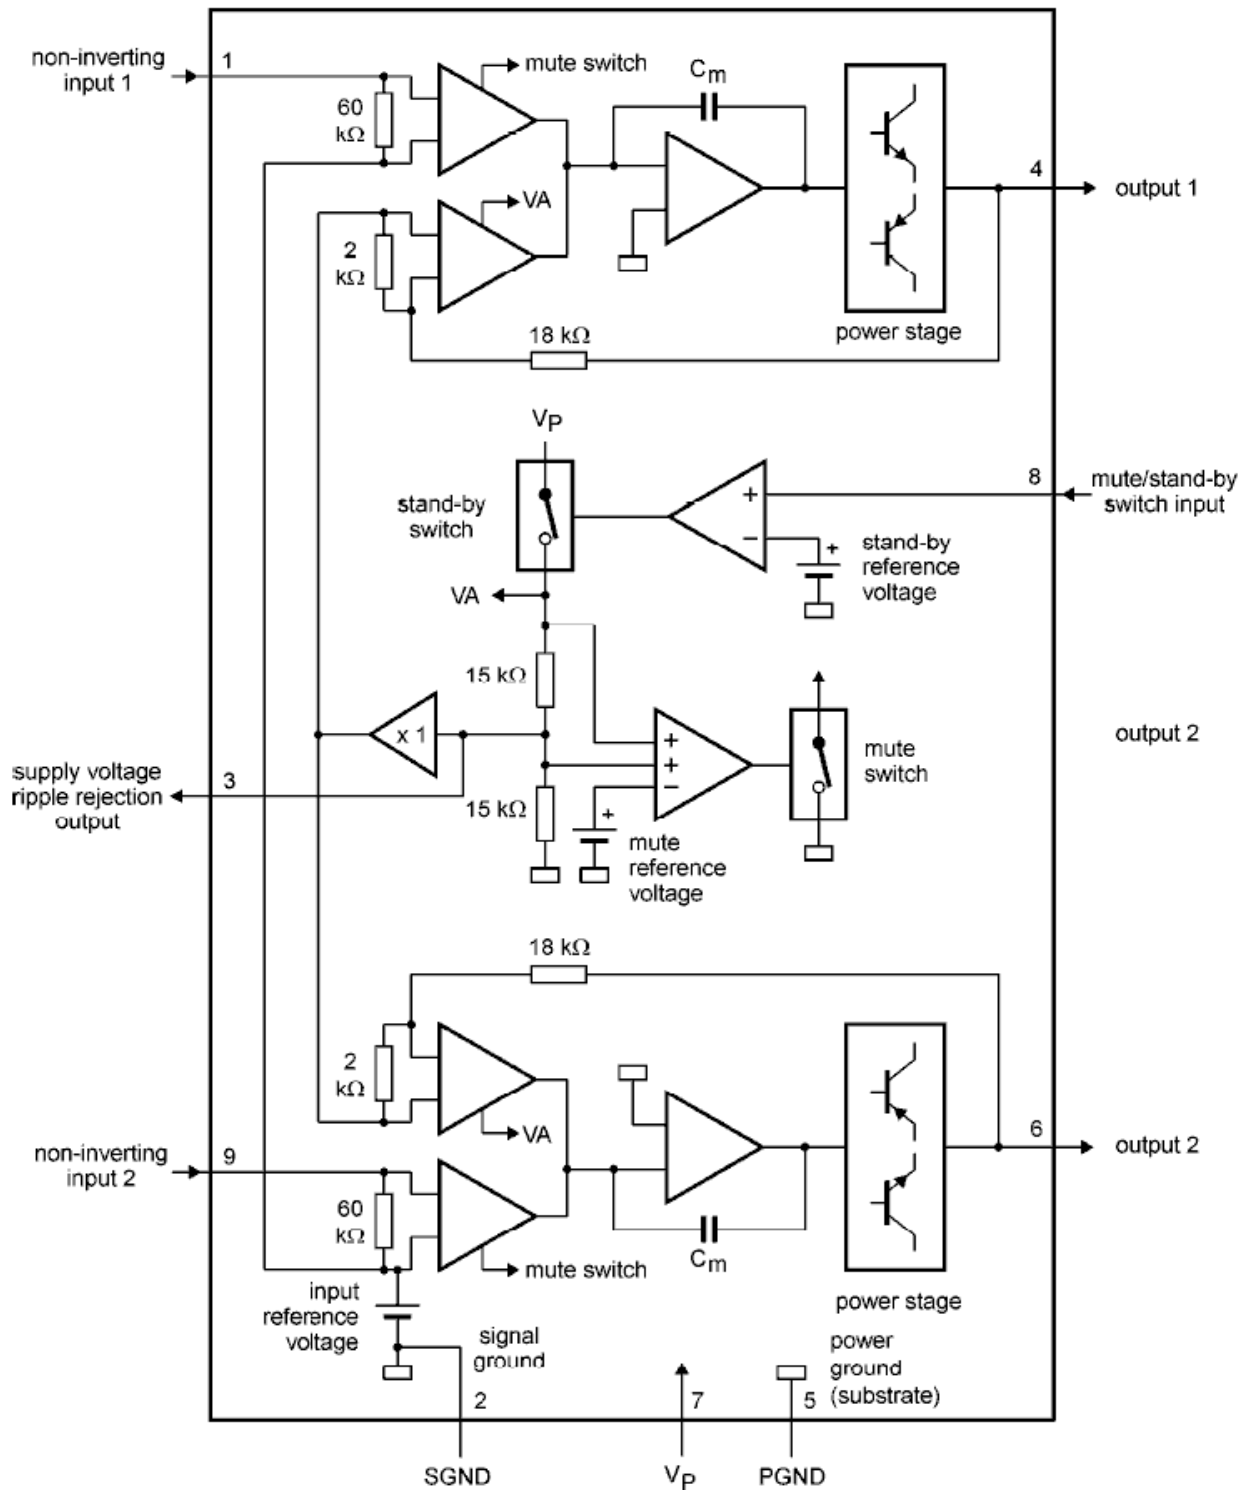 non-inverting
input 1
1
mute switch
Cm
60
kΩ
VA
4
output 1
2
kΩ
18 kΩ
power stage
VP
stand-by
switch
+
−
8
mute/stand-by
switch input
+
stand-by
reference
voltage
VA
15 kΩ
x 1
+
+
−
mute
switch
output 2
supply voltage
ripple rejection
output
3
15 kΩ
+
mute
reference
voltage
18 kΩ
2
kΩ
VA
6
output 2
non-inverting
input 2
9
60
kΩ
Cm
mute switch
input
reference
voltage
power stage
signal
ground
power
ground
(substrate)
2
7
5
SGND
VP
PGND